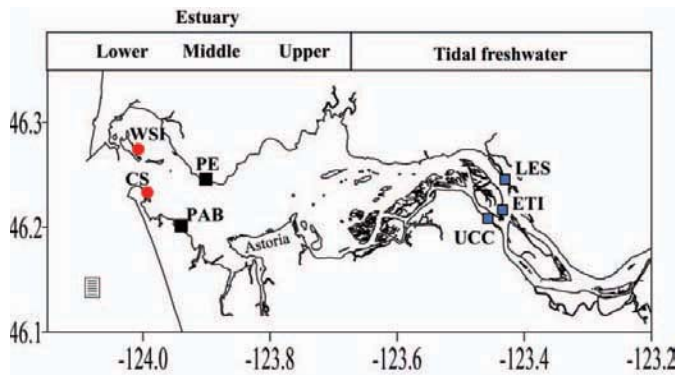 Estuary
Lower Middle Upper Tidal freshwater
46.3
WSI
PE
LES
CS
ETI
46.2
PAB
UCC
Astoria
46.1
-124.0 -123.8 -123.6 -123.4 -123.2